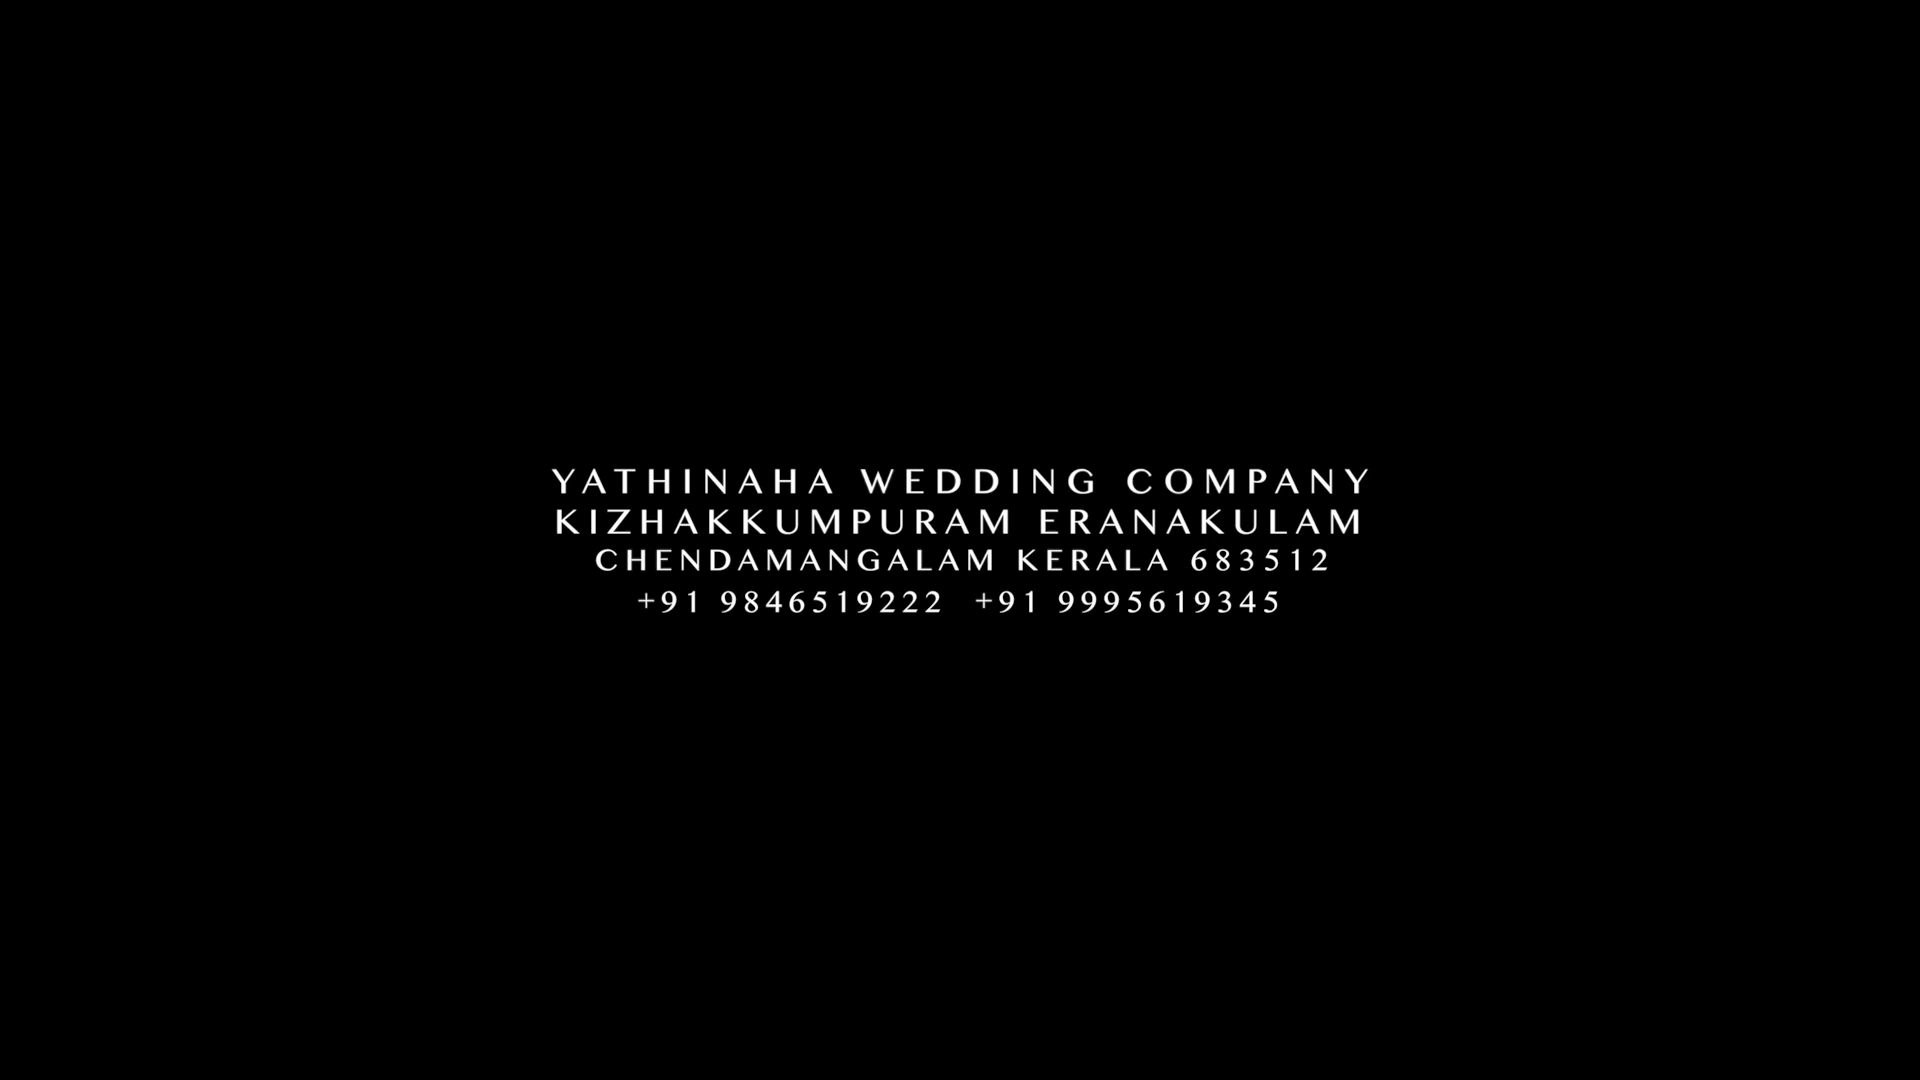 YATHINAHA WEDDING COMPANY
KIZHAKKUMPURAM ERANAKULAM
CHENDAMANGALAM KERALA 683512
+91 9846519222 +91 9995619345